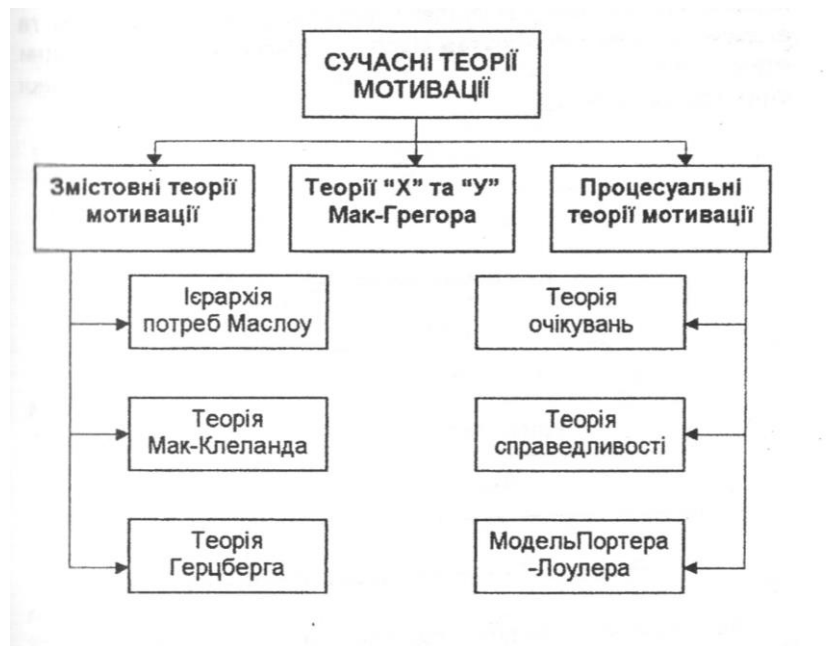 СУЧАСНІ ТЕОРІЇ
МОТИВАЦІЇ
Змістовні теорії
мотивації
Теорії “X” та “У”
Мак-Грегора
Процесуальні
теорії мотивації
Ієрархія
потреб Маслоу
Теорія
очікувань
Теорія
Мак-Клеланда
Теорія
справедливості
Теорія
Герцберга
МодельПортера
-Лоулера